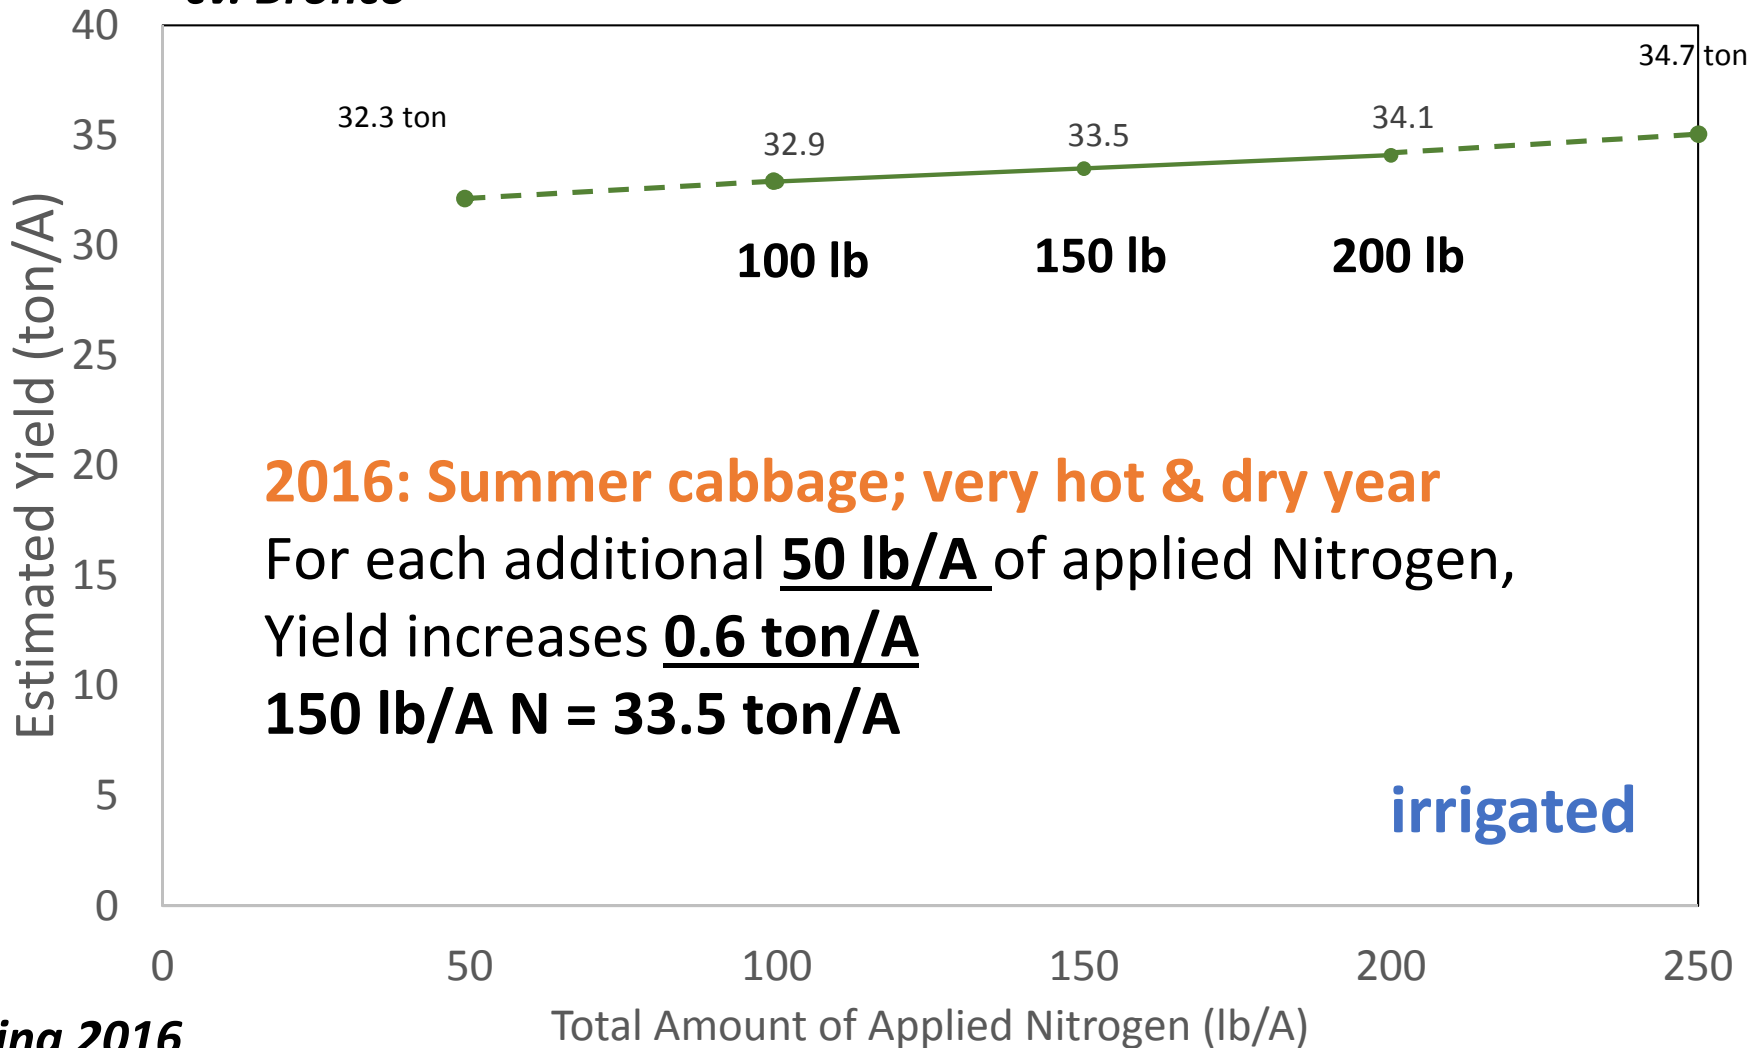 cv. Bronco
40
34.7 ton
32.3 ton
35
32.9
33.5
34.1
30
100 lb
150 lb
200 lb
25
20
15
10
5
0
Estimated Yield (ton/A)
2016: Summer cabbage; very hot & dry year
For each additional 50 lb/A of applied Nitrogen,
Yield increases 0.6 ton/A
150 lb/A N = 33.5 ton/A
irrigated
0
50
100
150
200
250
Total Amount of Applied Nitrogen (lb/A)
2016